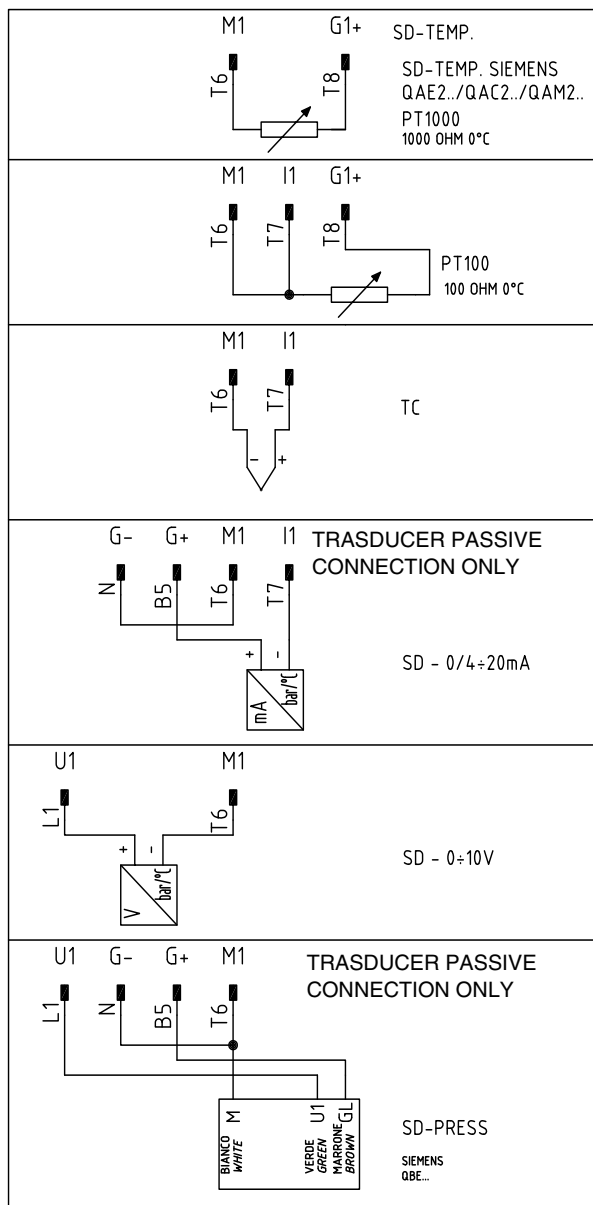 M1 G1+
T6 T8
SD-TEMP.
SD-TEMP. SIEMENS
QAE2../QAC2../QAM2..
PT1000
1000 OHM 0°C
M1 I1 G1+
T6 T7 T8
PT100
100 OHM 0°C
M1 I1
T6 T7
- +
TC
G- G+ M1 I1
N B5 T6 T7
TRASDUCER PASSIVE
CONNECTION ONLY
+ -
mA bar/°C
SD - 0/4÷20mA
U1 M1
L1 T6
+ -
V bar/°C
SD - 0÷10V
U1 G- G+ M1
L1 N B5 T6
TRASDUCER PASSIVE
CONNECTION ONLY
M U1 GL
BIANCO VERDE MARRONE
WHITE GREEN BROWN
SD-PRESS
SIEMENS
QBE...